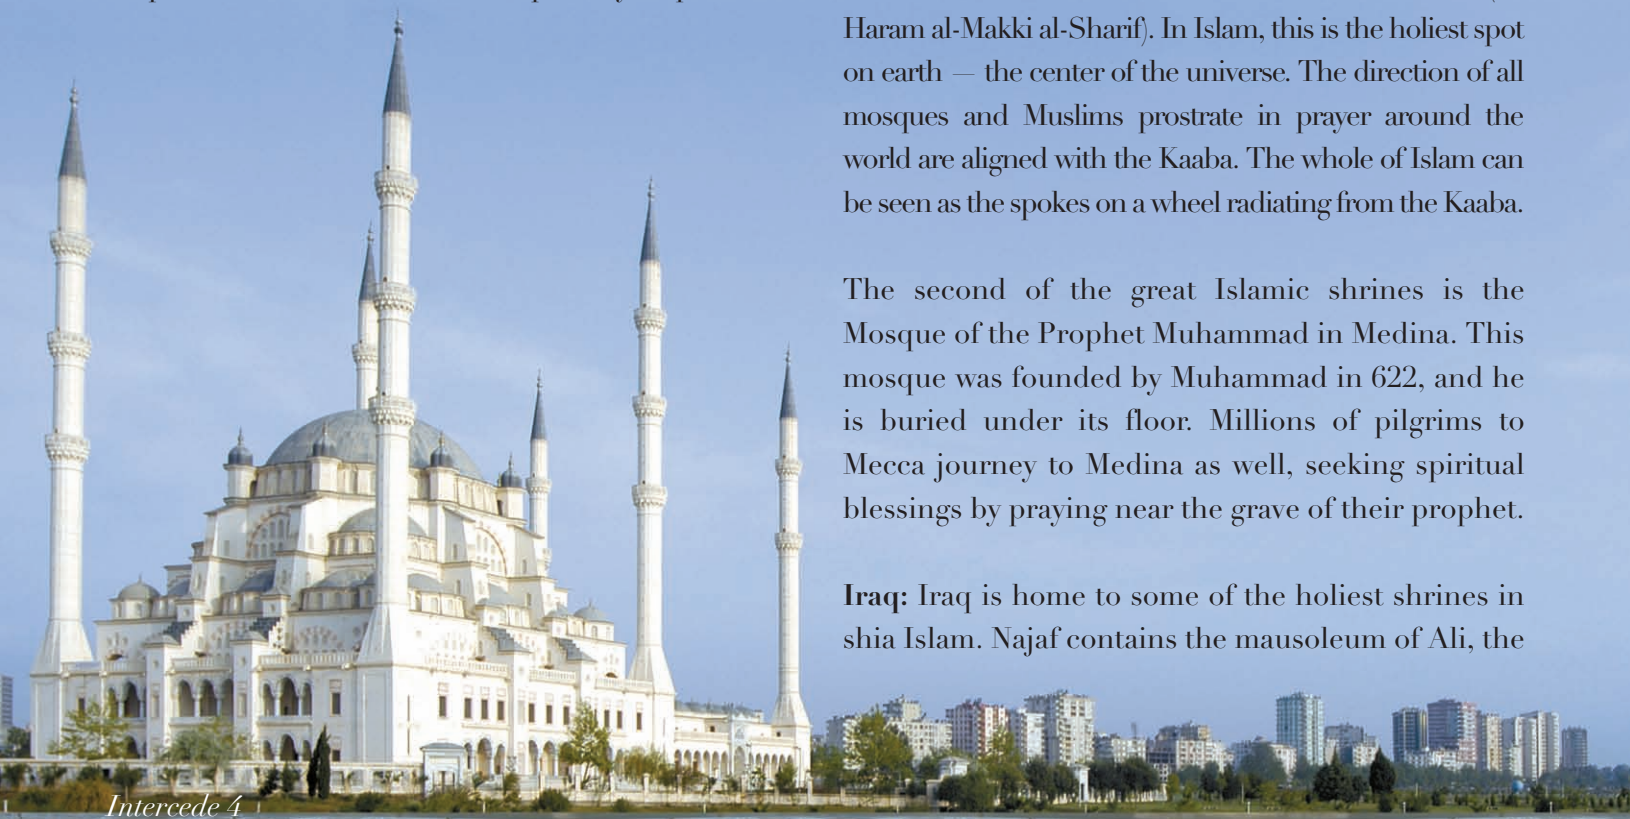 Haram al-Makki al-Sharif). In Islam, this is the holiest spot
on earth — the center of the universe. The direction of all
mosques and Muslims prostrate in prayer around the
world are aligned with the Kaaba. The whole of Islam can
be seen as the spokes on a wheel radiating from the Kaaba.
The second of the great Islamic shrines is the
Mosque of the Prophet Muhammad in Medina. This
mosque was founded by Muhammad in 622, and he
is buried under its floor. Millions of pilgrims to
Mecca journey to Medina as well, seeking spiritual
blessings by praying near the grave of their prophet.
Iraq: Iraq is home to some of the holiest shrines in
shia Islam. Najaf contains the mausoleum of Ali, the
Intercede 4